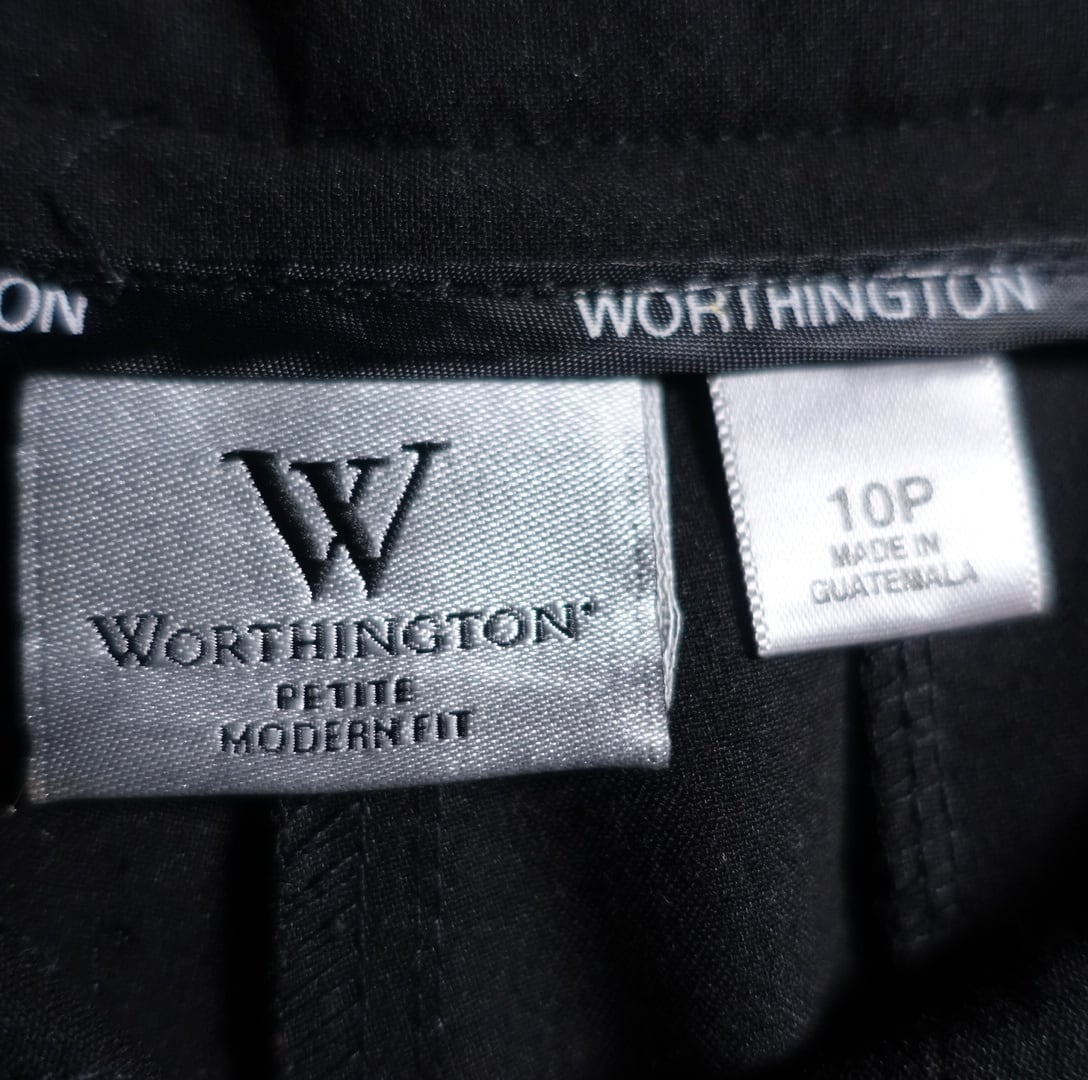 ON
WORTHINGTON
W
WORTHINGTON
PETITE
MODERN FIT
10P
MADE IN
GUATEMALA